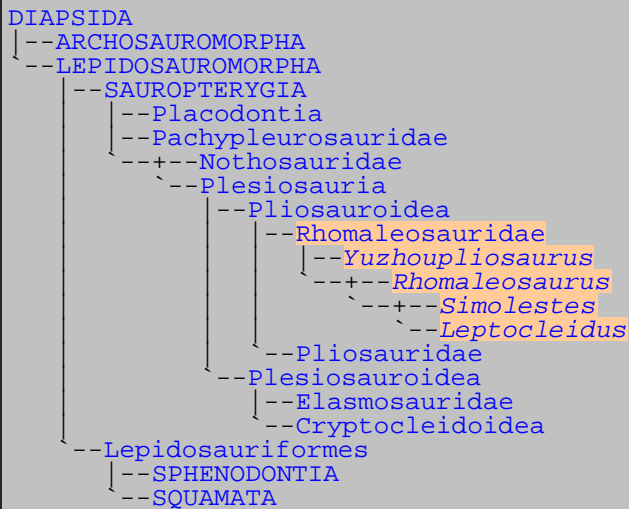 DIAPSIDA
|--ARCHOSAUROMORPHA
`--LEPIDOSAUROMORPHA
   |--SAUROPTERYGIA
   |  |--Placodontia
   |  |--Pachypleurosauridae
   |  `--+--Nothosauridae
   |     `--Plesiosauria
   |        |--Pliosauroidea
   |        |  |--Rhomaleosauridae
   |        |  |  |--Yuzhoupliosaurus
   |        |  |  `--+--Rhomaleosaurus
   |        |  |     `--+--Simolestes
   |        |  |        `--Leptocleidus
   |        |  `--Pliosauridae
   |        `--Plesiosauroidea
   |           |--Elasmosauridae
   |           `--Cryptocleidoidea
   `--Lepidosauriformes
      |--SPHENODONTIA
      `--SQUAMATA